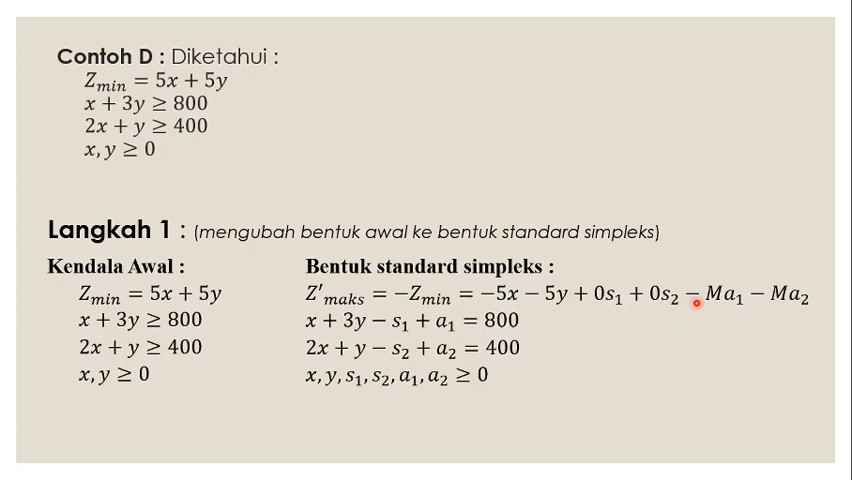 Contoh D : Diketahui :
Z_min = 5x + 5y
x + 3y ≥ 800
2x + y ≥ 400
x, y ≥ 0
Langkah 1 : (mengubah bentuk awal ke bentuk standard simpleks)
Kendala Awal :
Z_min = 5x + 5y
x + 3y ≥ 800
2x + y ≥ 400
x, y ≥ 0
Bentuk standard simpleks :
Z'_maks = −Z_min = −5x − 5y + 0s₁ + 0s₂ − Ma₁ − Ma₂
x + 3y − s₁ + a₁ = 800
2x + y − s₂ + a₂ = 400
x, y, s₁, s₂, a₁, a₂ ≥ 0